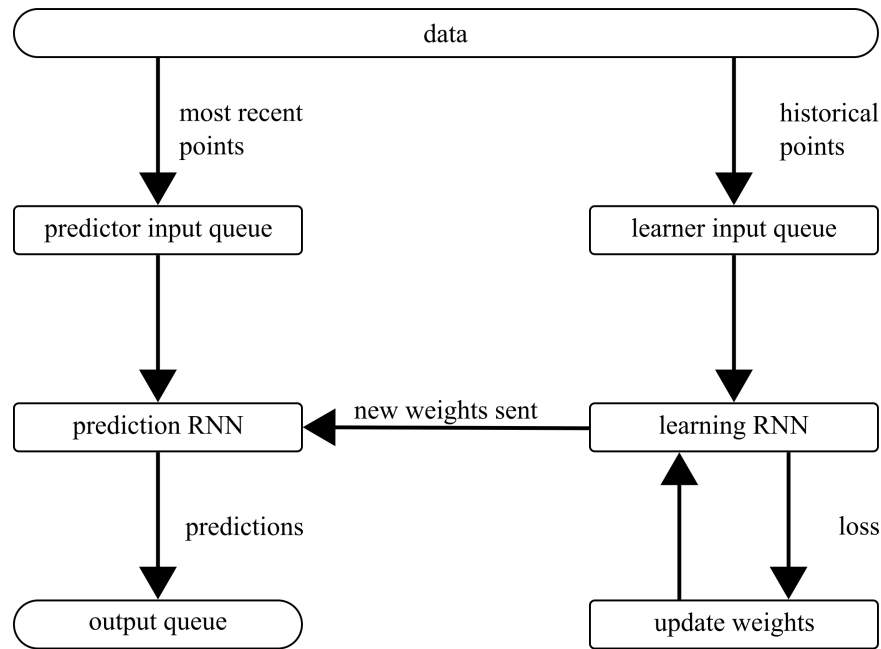 data
most recent
points
historical
points
predictor input queue
learner input queue
prediction RNN
new weights sent
learning RNN
predictions
loss
output queue
update weights